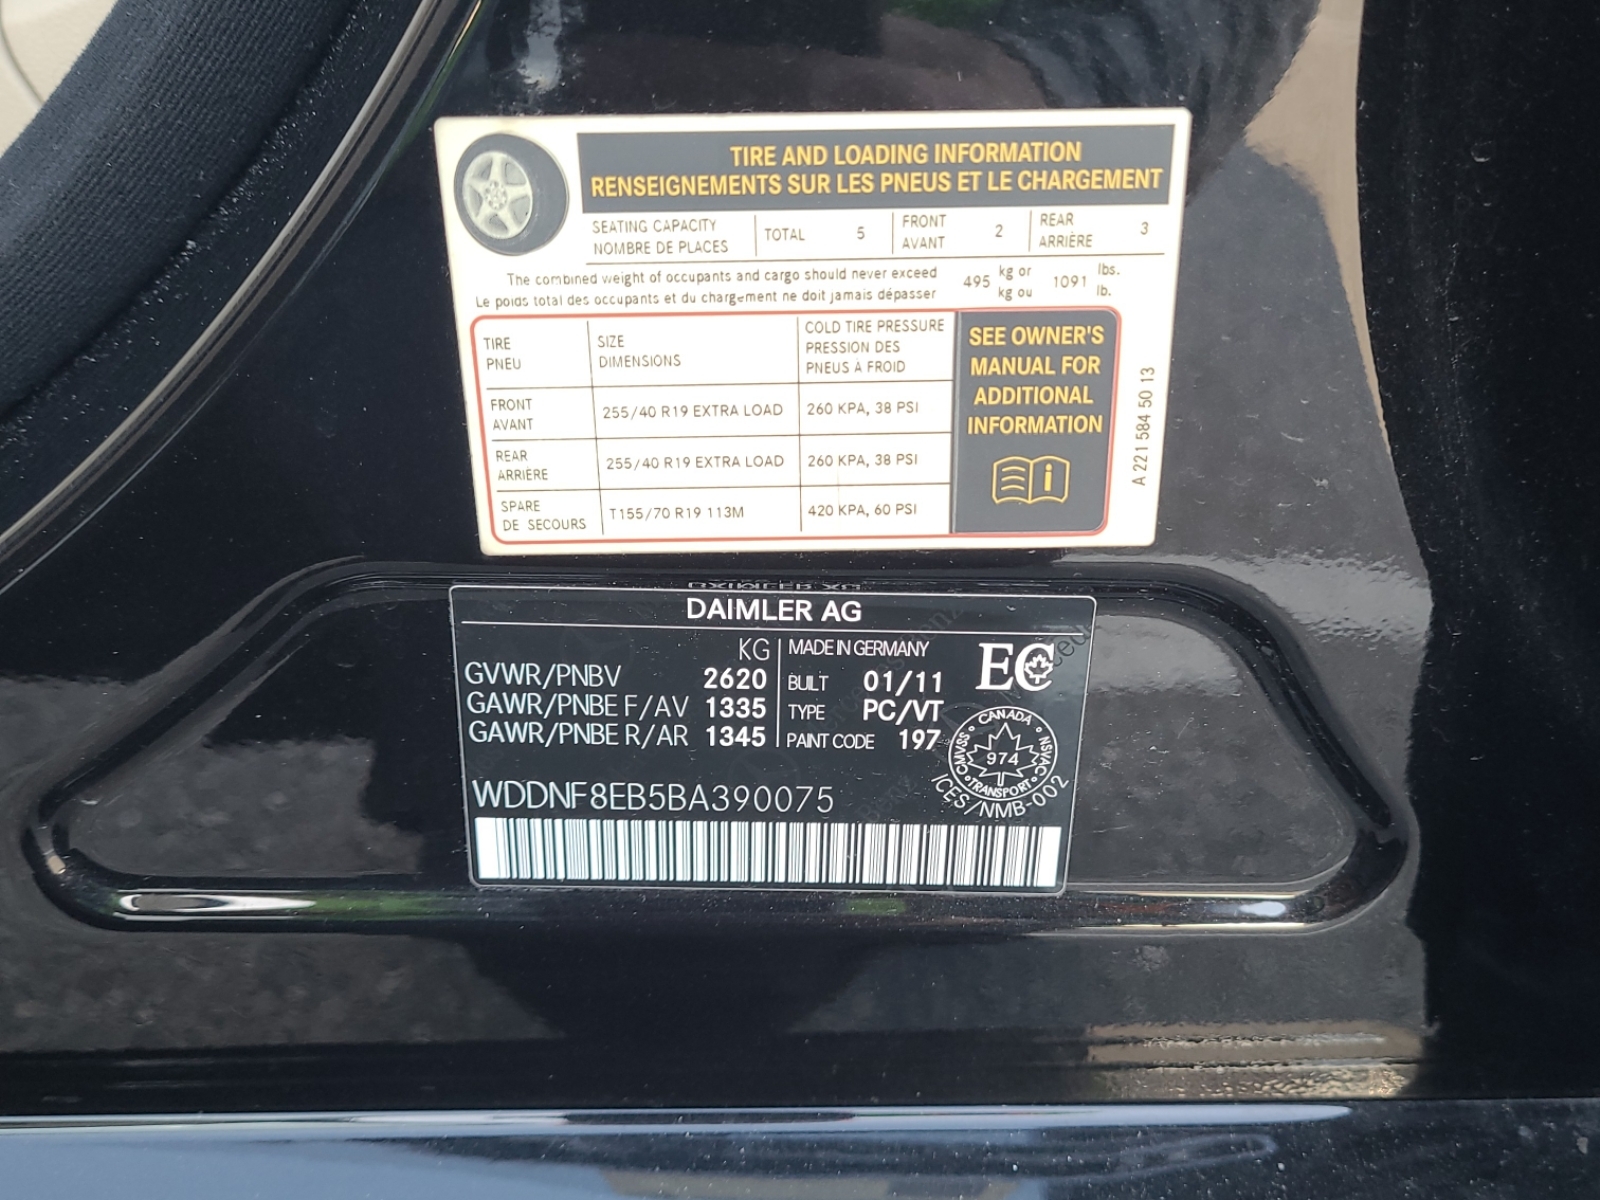 TIRE AND LOADING INFORMATION
RENSEIGNEMENTS SUR LES PNEUS ET LE CHARGEMENT
SEATING CAPACITY
NOMBRE DE PLACES
TOTAL 5
FRONT
AVANT
2
REAR
ARRIÈRE
3
The combined weight of occupants and cargo should never exceed
Le poids total des occupants et du chargement ne doit jamais dépasser
495
kg or
kg ou
1091
lbs.
lb.
TIRE
PNEU
SIZE
DIMENSIONS
COLD TIRE PRESSURE
PRESSION DES
PNEUS À FROID
FRONT
AVANT
255/40 R19 EXTRA LOAD
260 KPA, 38 PSI
REAR
ARRIÈRE
255/40 R19 EXTRA LOAD
260 KPA, 38 PSI
SPARE
DE SECOURS
T155/70 R19 113M
420 KPA, 60 PSI
SEE OWNER'S
MANUAL FOR
ADDITIONAL
INFORMATION
A 221 584 50 13
DAIMLER AG
KG
GVWR/PNBV 2620
GAWR/PNBE F/AV 1335
GAWR/PNBE R/AR 1345
MADE IN GERMANY
BUILT 01/11
TYPE PC/VT
PAINT CODE 197
EC
CANADA
CMVSS
NSVAC
974
TRANSPORT
ICES/NMB-002
WDDNF8EB5BA390075